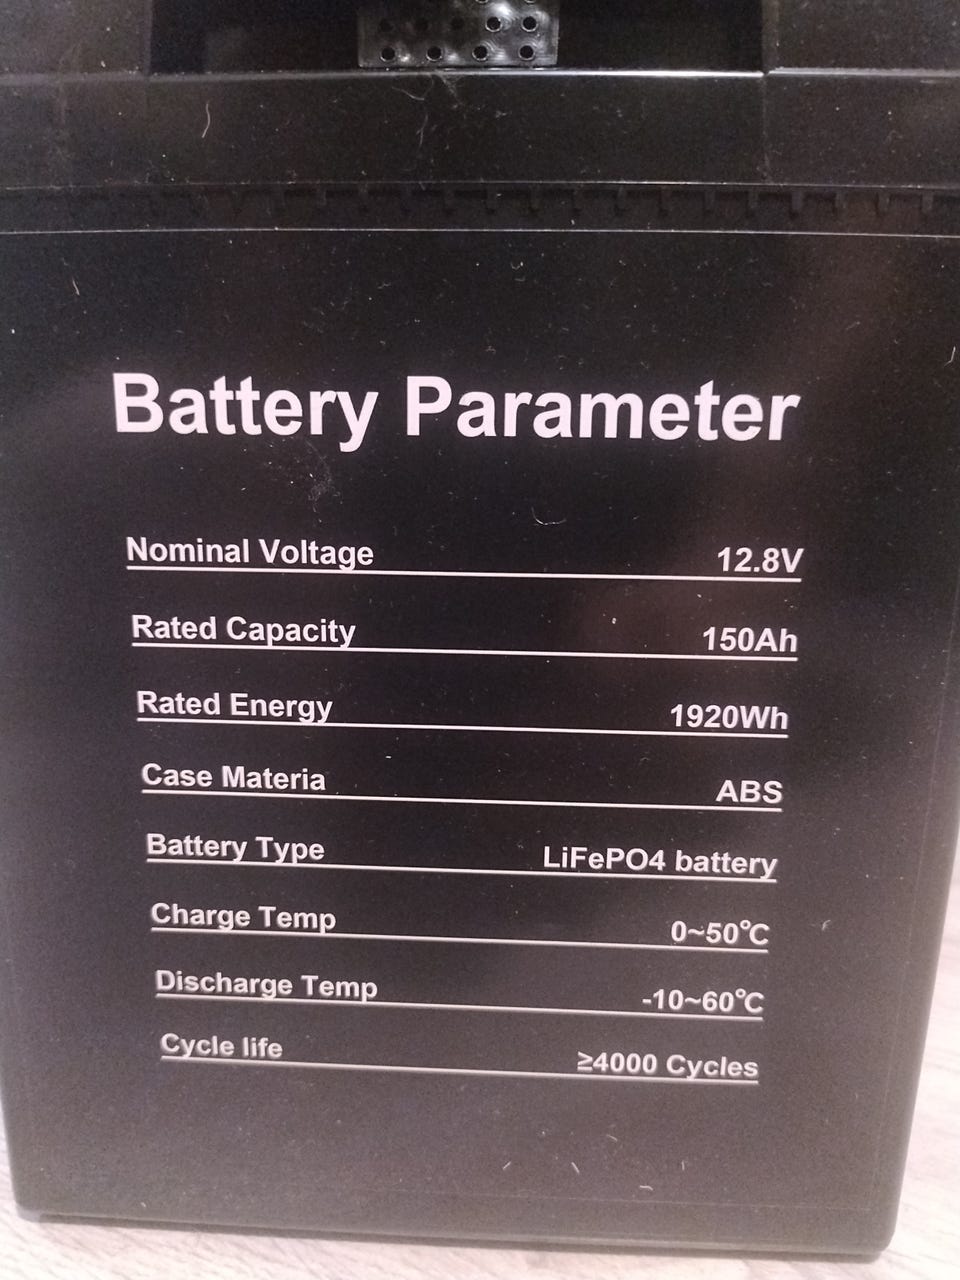 Battery Parameter
Nominal Voltage 12.8V
Rated Capacity 150Ah
Rated Energy 1920Wh
Case Materia ABS
Battery Type LiFePO4 battery
Charge Temp 0~50℃
Discharge Temp -10~60℃
Cycle life ≥4000 Cycles